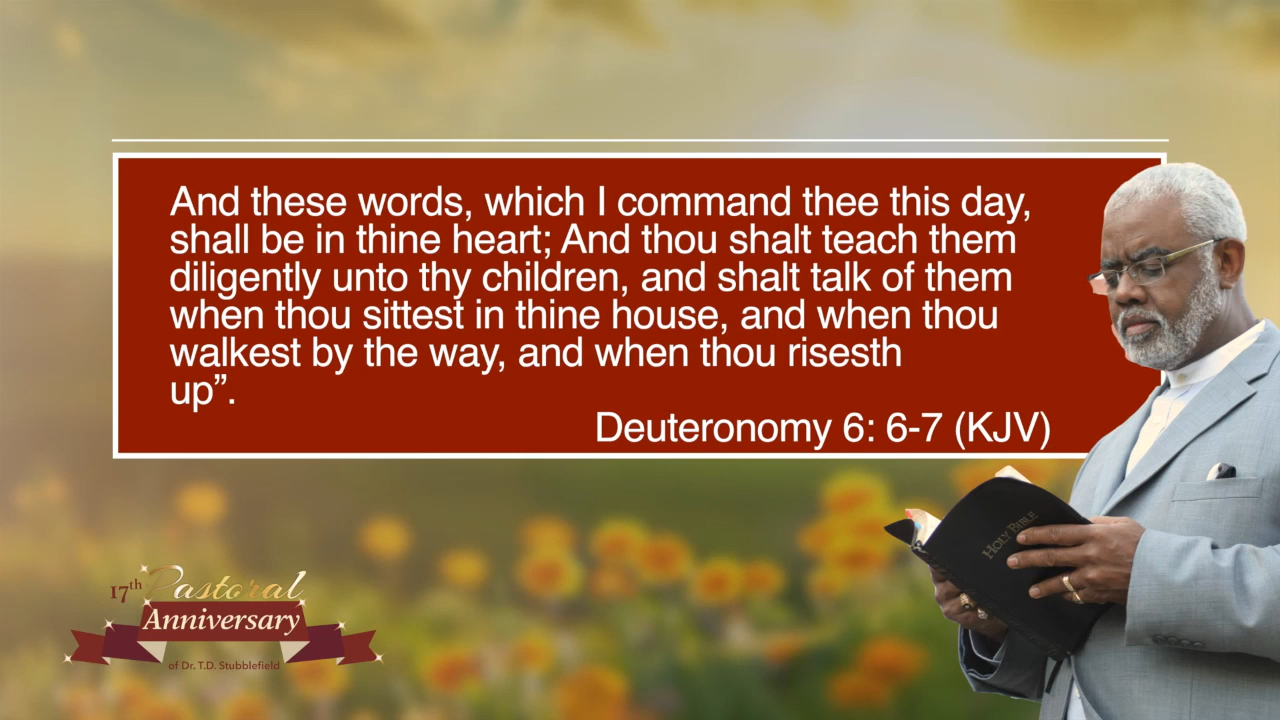 And these words, which I command thee this day,
shall be in thine heart; And thou shalt teach them
diligently unto thy children, and shalt talk of them
when thou sittest in thine house, and when thou
walkest by the way, and when thou risesth
up”.
Deuteronomy 6: 6-7 (KJV)
HOLY BIBLE
17th Pastoral
Anniversary
of Dr. T.D. Stubblefield